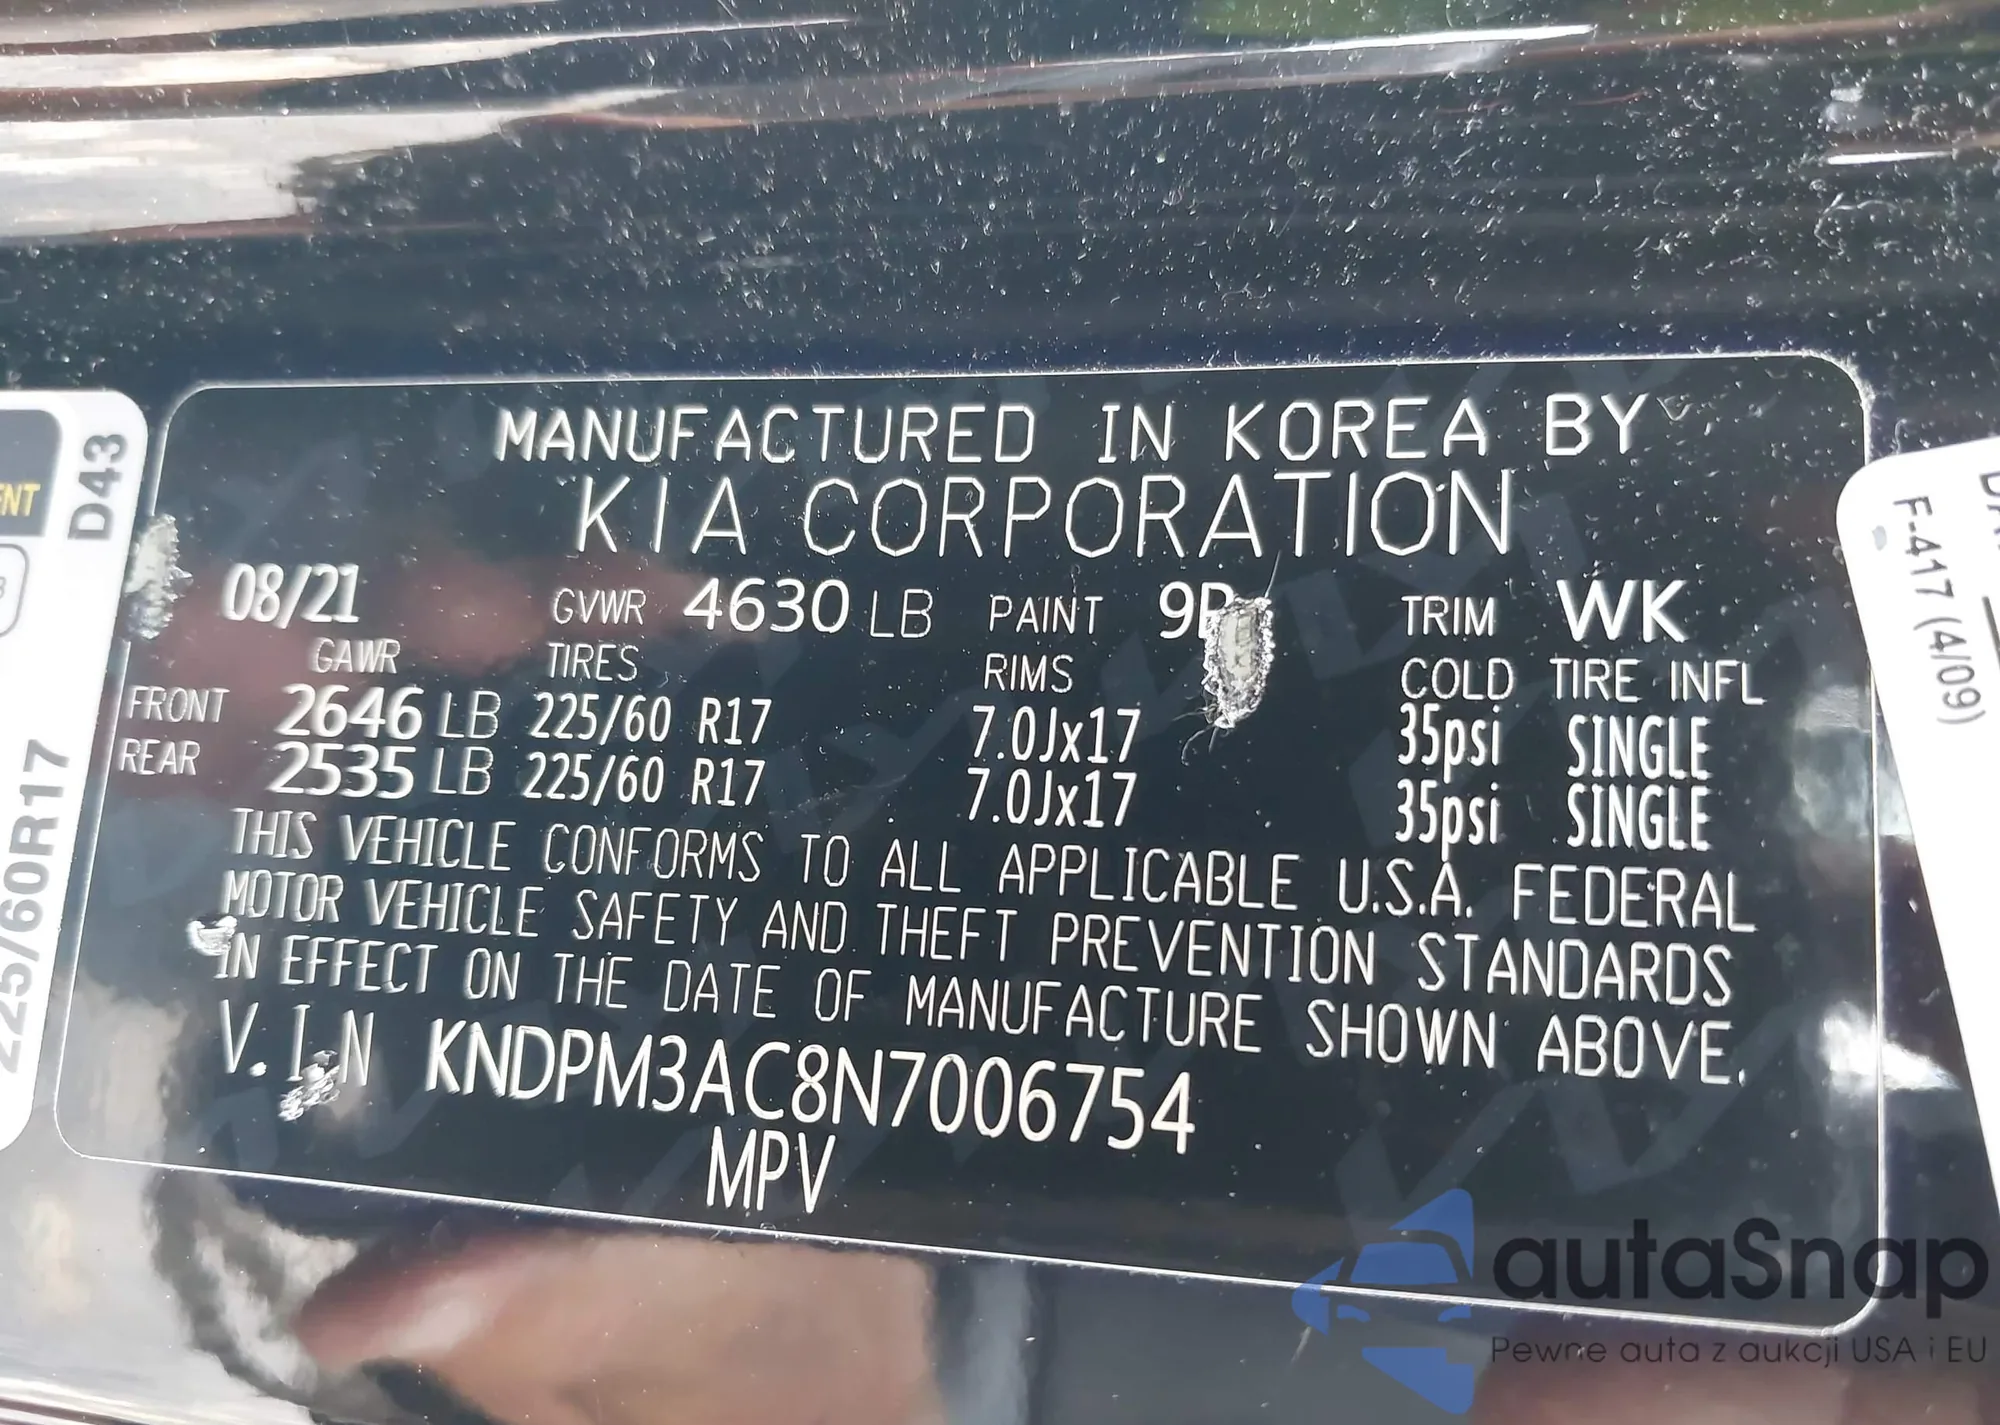 MANUFACTURED IN KOREA BY
KIA CORPORATION
08/21 GVWR 4630 LB PAINT TRIM WK
GAWR TIRES RIMS COLD TIRE INFL
FRONT 2646 LB 225/60 R17 7.0Jx17 35psi SINGLE
REAR 2535 LB 225/60 R17 7.0Jx17 35psi SINGLE
THIS VEHICLE CONFORMS TO ALL APPLICABLE U.S.A. FEDERAL
MOTOR VEHICLE SAFETY AND THEFT PREVENTION STANDARDS
IN EFFECT ON THE DATE OF MANUFACTURE SHOWN ABOVE.
V.I.N KNDPM3AC8N7006754
MPV
D43
225/60R17
F-417 (4/09)
autaSnap
Pewne auta z aukcji USA i EU